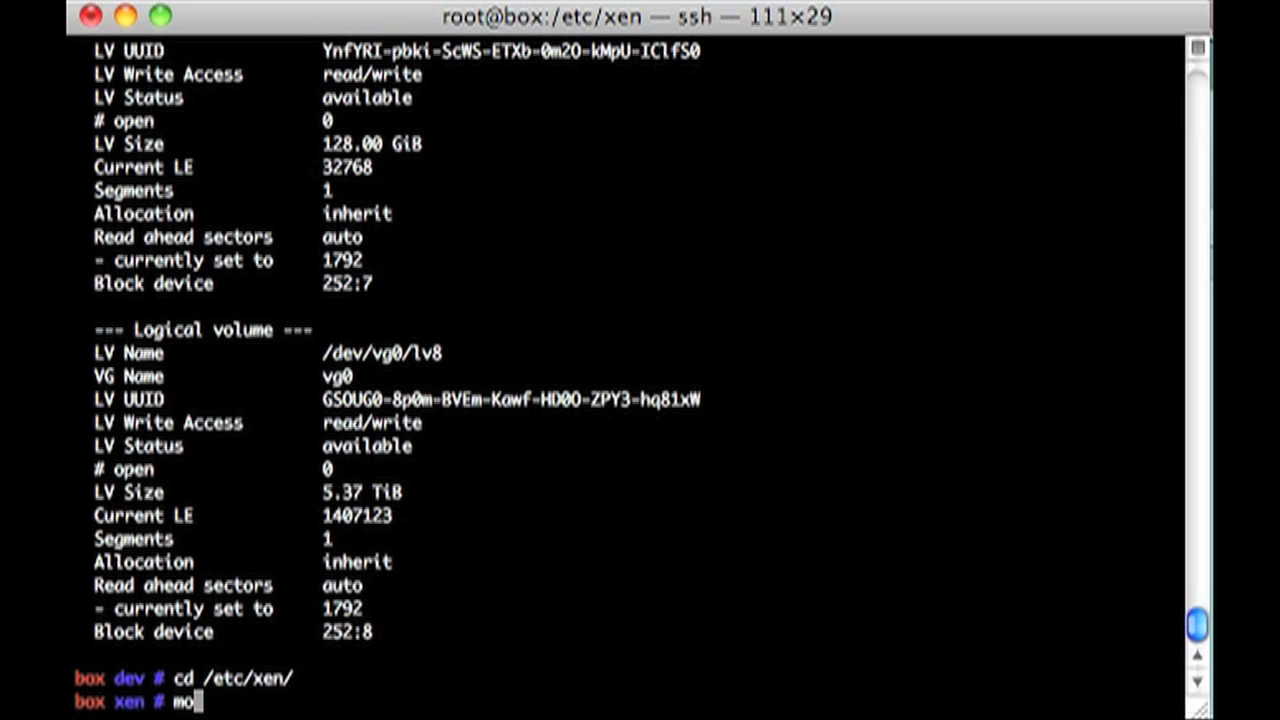 root@box:/etc/xen — ssh — 111×29
LV UUID YnfYRI-pbki-ScWS-ETXb-0m2O-kMpU-IClfS0
LV Write Access read/write
LV Status available
# open 0
LV Size 128.00 GiB
Current LE 32768
Segments 1
Allocation inherit
Read ahead sectors auto
- currently set to 1792
Block device 252:7
--- Logical volume ---
LV Name /dev/vg0/lv8
VG Name vg0
LV UUID GSOUG0-8p0m-BVEm-Kawf-HD0O-ZPY3-hq81xW
LV Write Access read/write
LV Status available
# open 0
LV Size 5.37 TiB
Current LE 1407123
Segments 1
Allocation inherit
Read ahead sectors auto
- currently set to 1792
Block device 252:8
box dev # cd /etc/xen/
box xen # mo